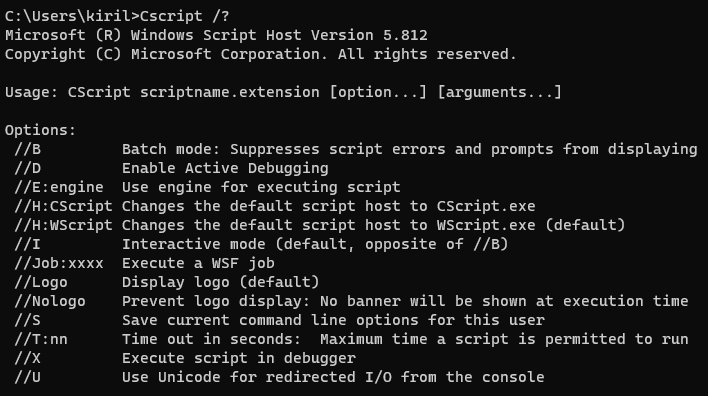 C:\Users\kiril>Cscript /?
Microsoft (R) Windows Script Host Version 5.812
Copyright (C) Microsoft Corporation. All rights reserved.

Usage: CScript scriptname.extension [option...] [arguments...]

Options:
 //B         Batch mode: Suppresses script errors and prompts from displaying
 //D         Enable Active Debugging
 //E:engine  Use engine for executing script
 //H:CScript Changes the default script host to CScript.exe
 //H:WScript Changes the default script host to WScript.exe (default)
 //I         Interactive mode (default, opposite of //B)
 //Job:xxxx  Execute a WSF job
 //Logo      Display logo (default)
 //Nologo    Prevent logo display: No banner will be shown at execution time
 //S         Save current command line options for this user
 //T:nn      Time out in seconds:  Maximum time a script is permitted to run
 //X         Execute script in debugger
 //U         Use Unicode for redirected I/O from the console